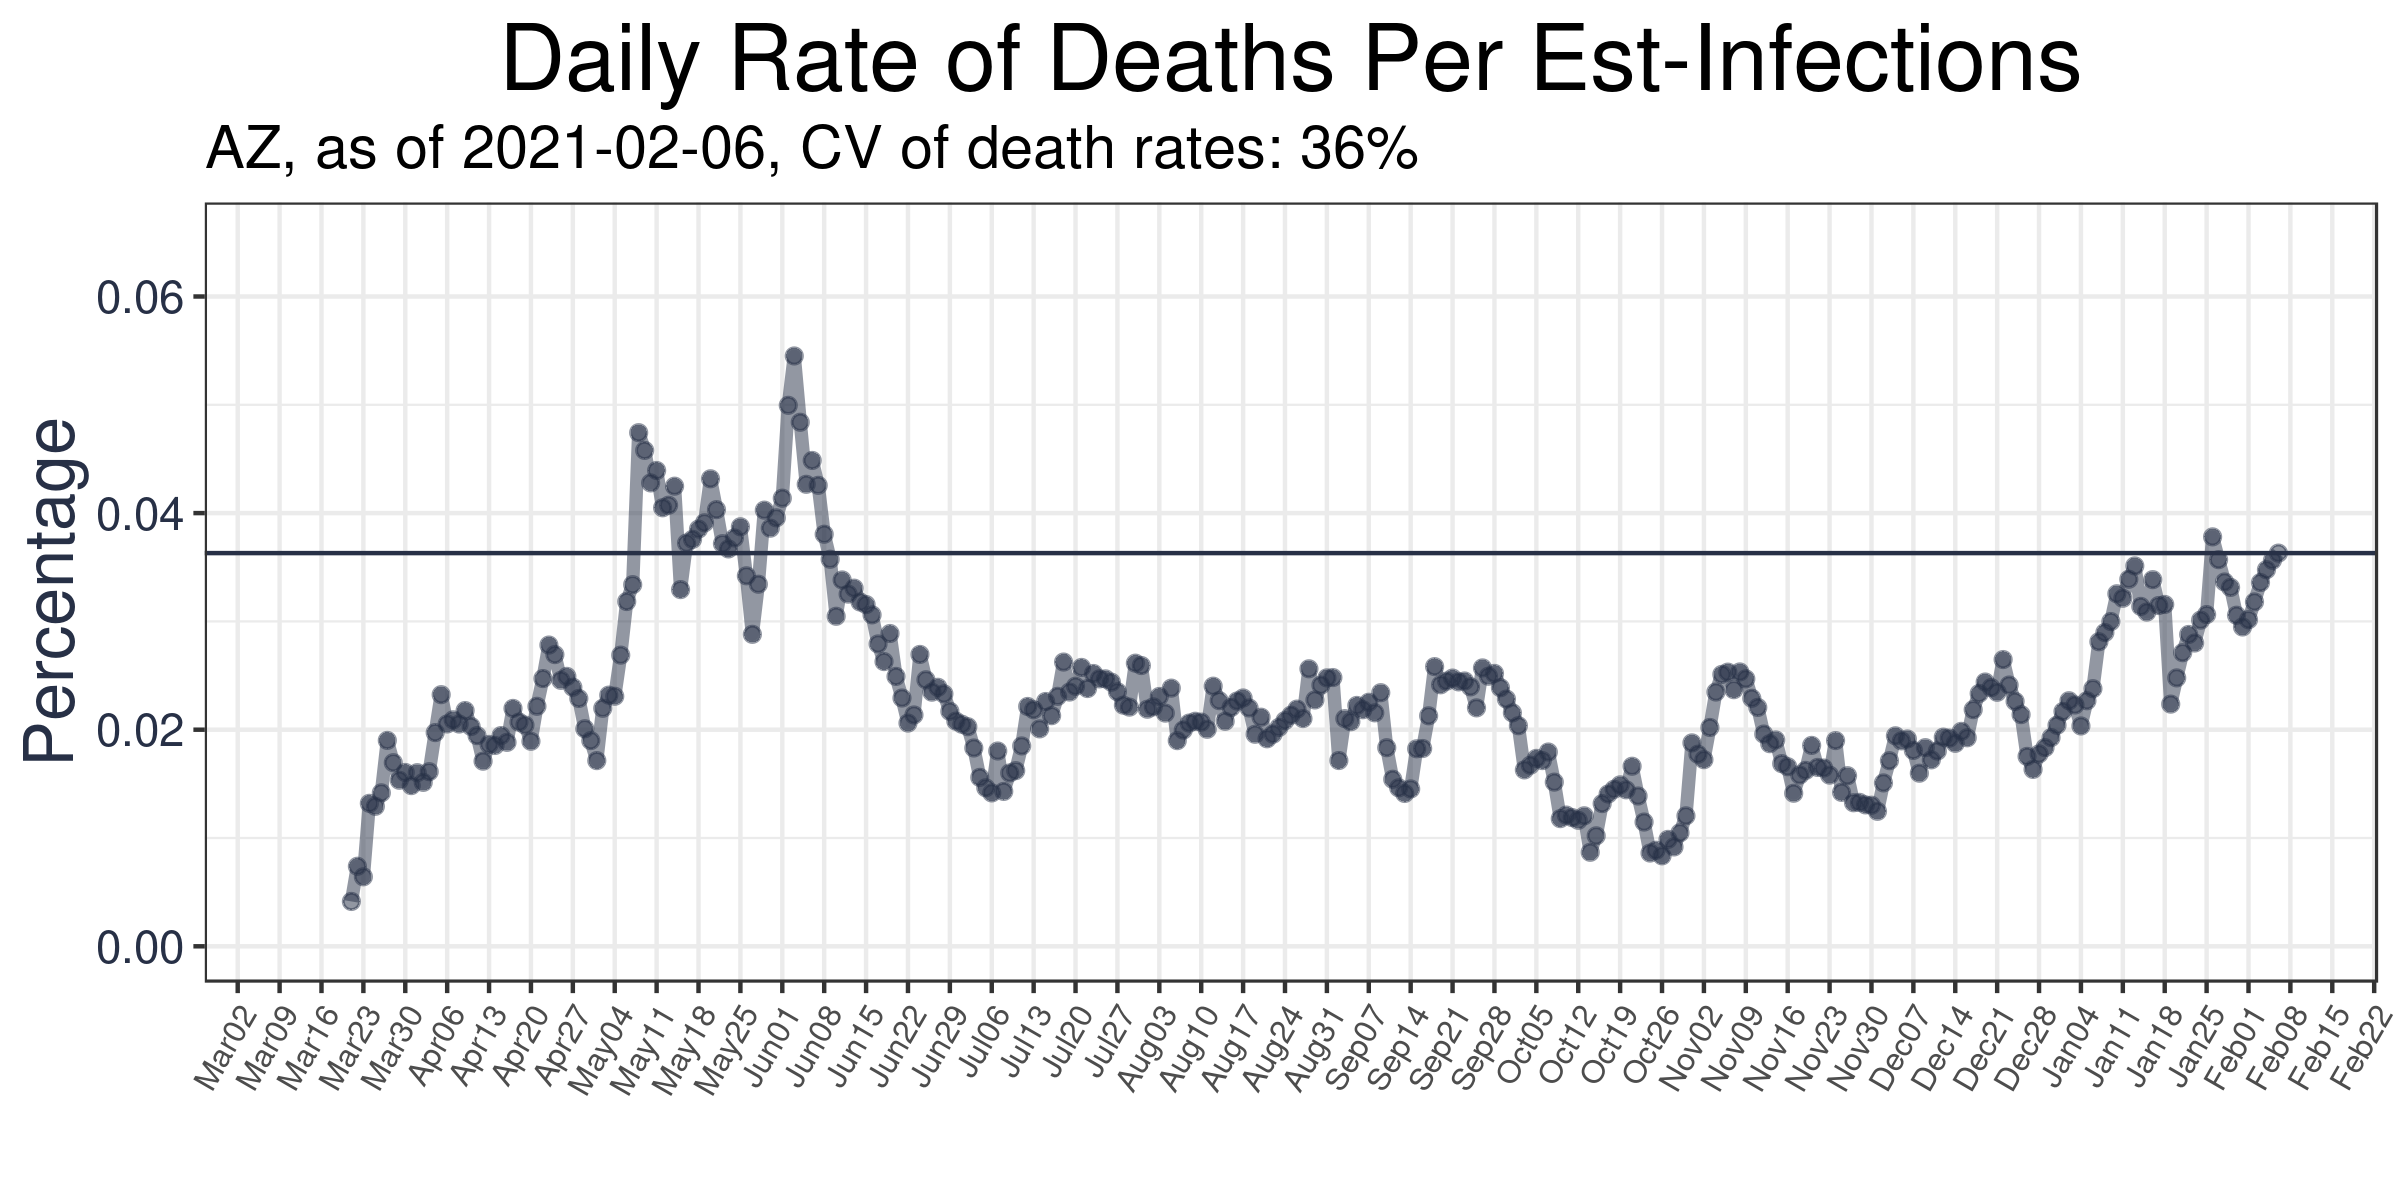 Daily Rate of Deaths Per Est-Infections
AZ, as of 2021-02-06, CV of death rates: 36%
Percentage
0.06
0.04
0.02
0.00
Mar02
Mar09
Mar16
Mar23
Mar30
Apr06
Apr13
Apr20
Apr27
May04
May11
May18
May25
Jun01
Jun08
Jun15
Jun22
Jun29
Jul06
Jul13
Jul20
Jul27
Aug03
Aug10
Aug17
Aug24
Aug31
Sep07
Sep14
Sep21
Sep28
Oct05
Oct12
Oct19
Oct26
Nov02
Nov09
Nov16
Nov23
Nov30
Dec07
Dec14
Dec21
Dec28
Jan04
Jan11
Jan18
Jan25
Feb01
Feb08
Feb15
Feb22